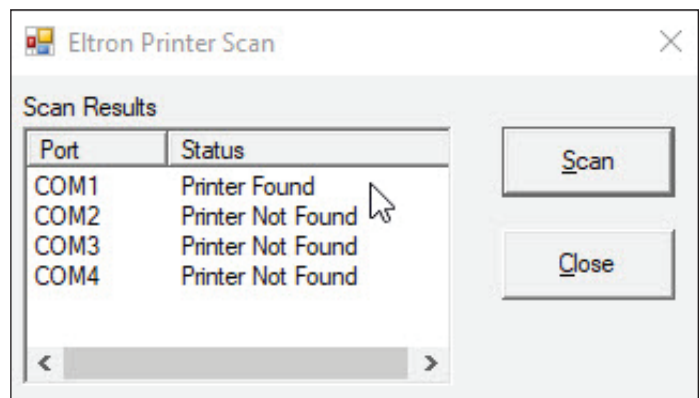 Eltron Printer Scan
Scan Results
Port Status
COM1 Printer Found
COM2 Printer Not Found
COM3 Printer Not Found
COM4 Printer Not Found
Scan
Close